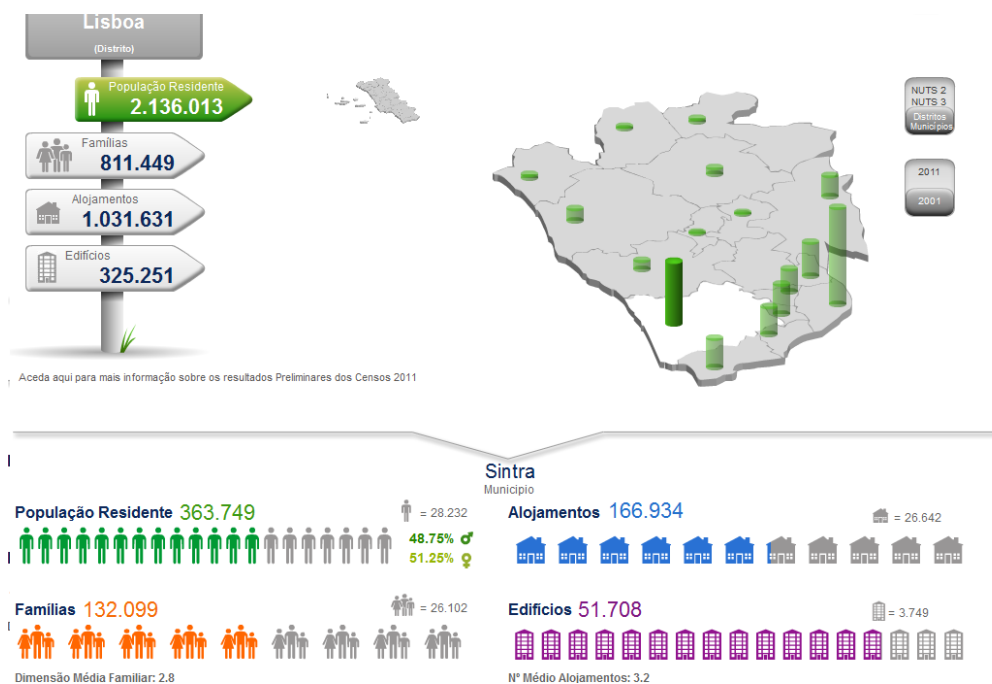 Lisboa
(Distrito)
População Residente
2.136.013
Famílias
811.449
Alojamentos
1.031.631
Edifícios
325.251
Aceda aqui para mais informação sobre os resultados Preliminares dos Censos 2011
NUTS 2
NUTS 3
Distritos
Municípios
2011
2001
Sintra
Municipio
População Residente 363.749
= 28.232
48.75%
51.25%
Alojamentos 166.934
= 26.642
Famílias 132.099
= 26.102
Dimensão Média Familiar: 2.8
Edifícios 51.708
= 3.749
Nº Médio Alojamentos: 3.2